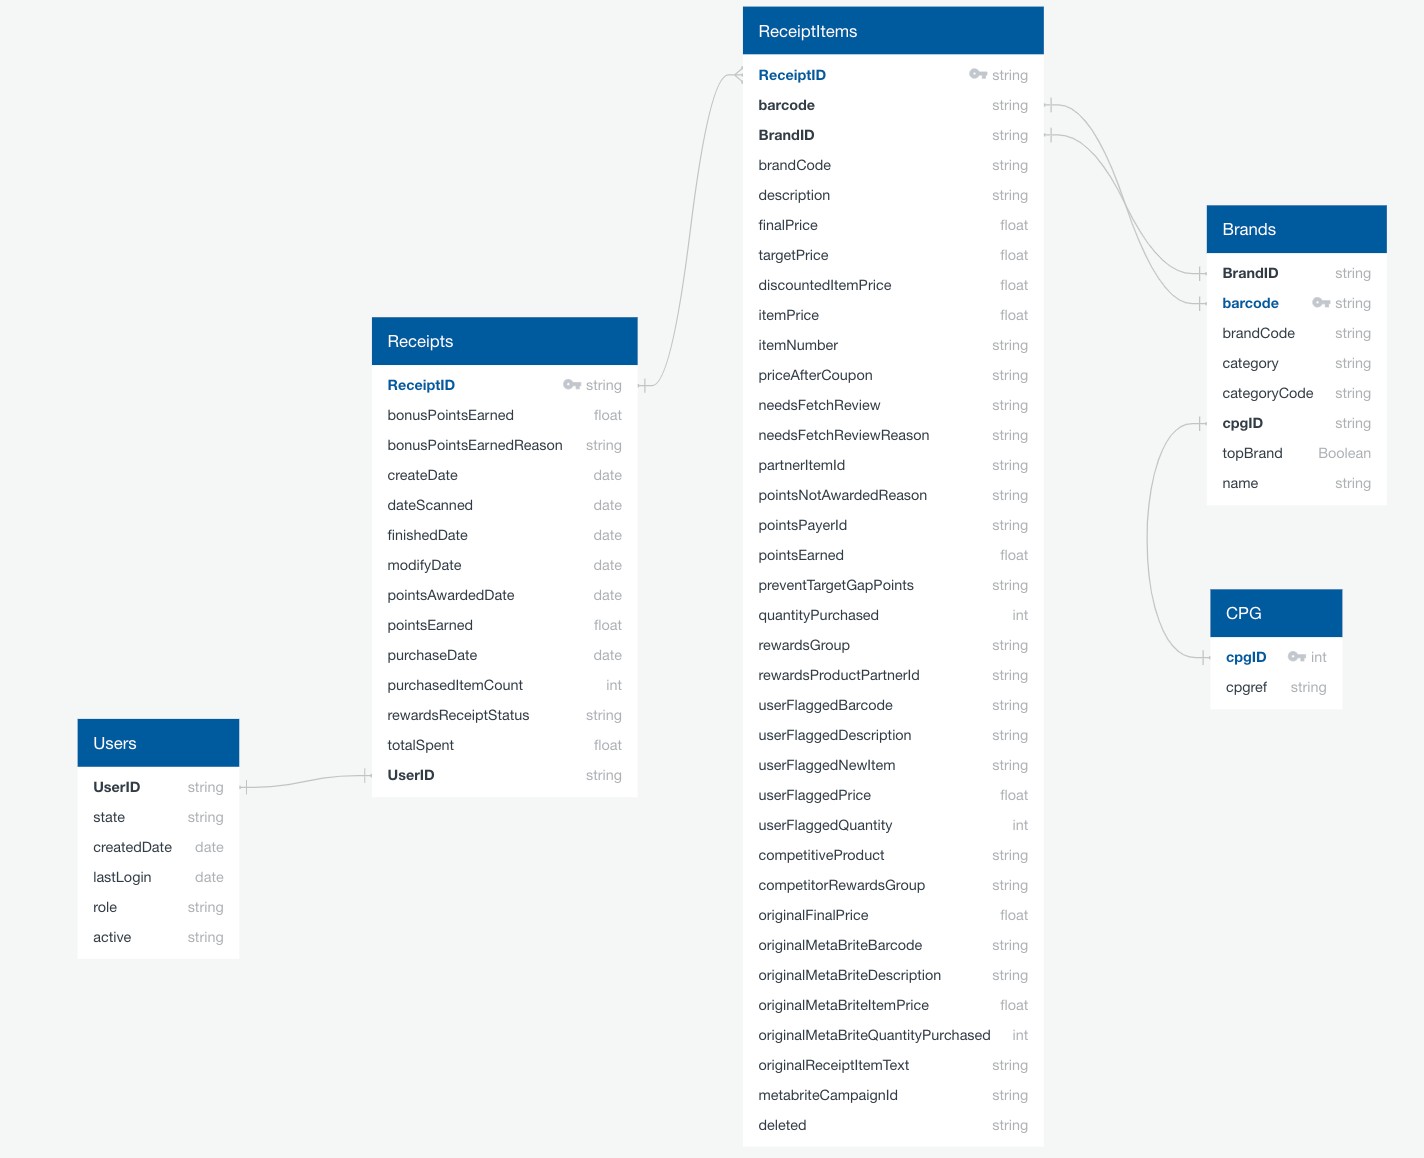 ReceiptItems
ReceiptID string
barcode string
BrandID string
brandCode string
description string
finalPrice float
targetPrice float
discountedItemPrice float
itemPrice float
itemNumber string
priceAfterCoupon string
needsFetchReview string
needsFetchReviewReason string
partnerItemId string
pointsNotAwardedReason string
pointsPayerId string
pointsEarned float
preventTargetGapPoints string
quantityPurchased int
rewardsGroup string
rewardsProductPartnerId string
userFlaggedBarcode string
userFlaggedDescription string
userFlaggedNewItem string
userFlaggedPrice float
userFlaggedQuantity int
competitiveProduct string
competitorRewardsGroup string
originalFinalPrice float
originalMetaBriteBarcode string
originalMetaBriteDescription string
originalMetaBriteItemPrice float
originalMetaBriteQuantityPurchased int
originalReceiptItemText string
metabriteCampaignId string
deleted string
Brands
BrandID string
barcode string
brandCode string
category string
categoryCode string
cpgID string
topBrand Boolean
name string
Receipts
ReceiptID string
bonusPointsEarned float
bonusPointsEarnedReason string
createDate date
dateScanned date
finishedDate date
modifyDate date
pointsAwardedDate date
pointsEarned float
purchaseDate date
purchasedItemCount int
rewardsReceiptStatus string
totalSpent float
UserID string
CPG
cpgID int
cpgref string
Users
UserID string
state string
createdDate date
lastLogin date
role string
active string